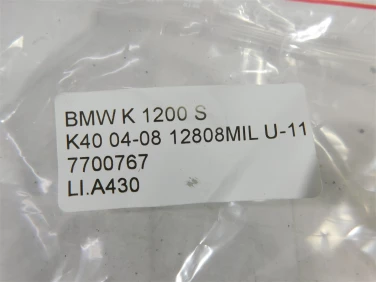 BMW K 1200 S
K40 04-08 12808MIL U-11
7700767
LI.A430